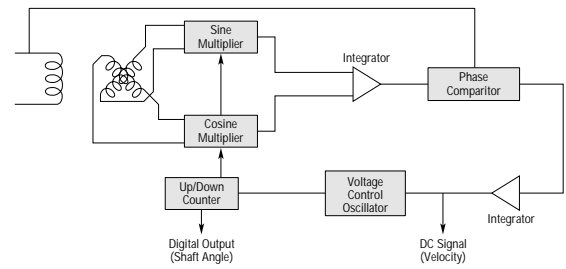 Sine
Multiplier
Integrator
Phase
Comparitor
Cosine
Multiplier
Up/Down
Counter
Voltage
Control
Oscillator
Integrator
Digital Output
(Shaft Angle)
DC Signal
(Velocity)